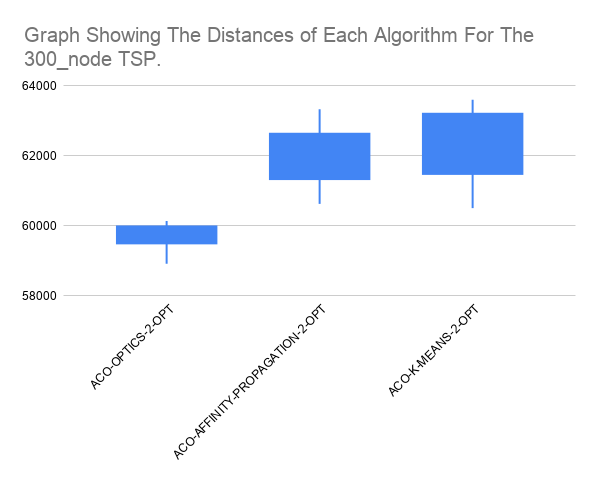 Graph Showing The Distances of Each Algorithm For The
300_node TSP.
64000
62000
60000
58000
ACO-OPTICS-2-OPT
ACO-AFFINITY-PROPAGATION-2-OPT
ACO-K-MEANS-2-OPT